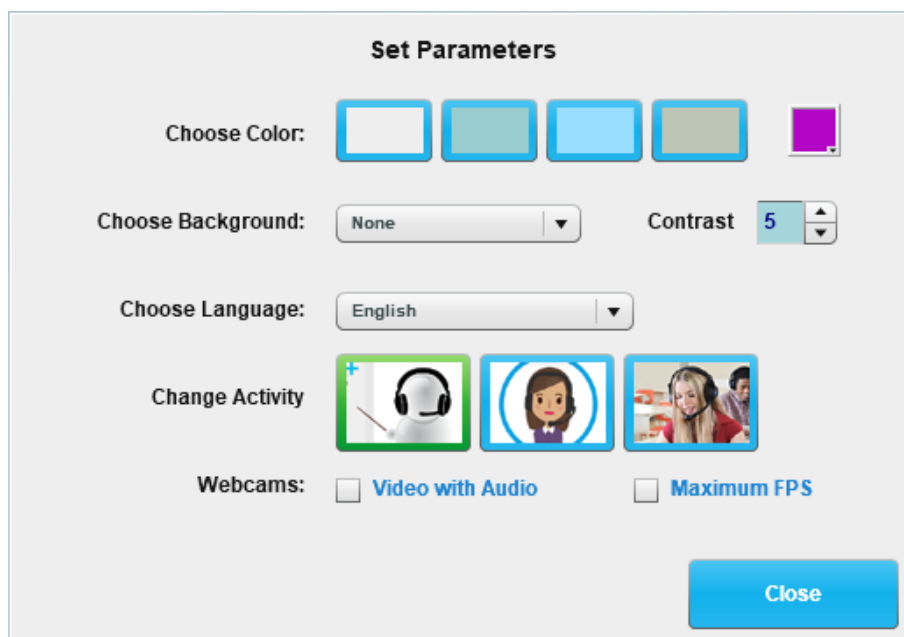 Set Parameters
Choose Color:
Choose Background:
None
Contrast
5
Choose Language:
English
Change Activity
Webcams:
Video with Audio
Maximum FPS
Close